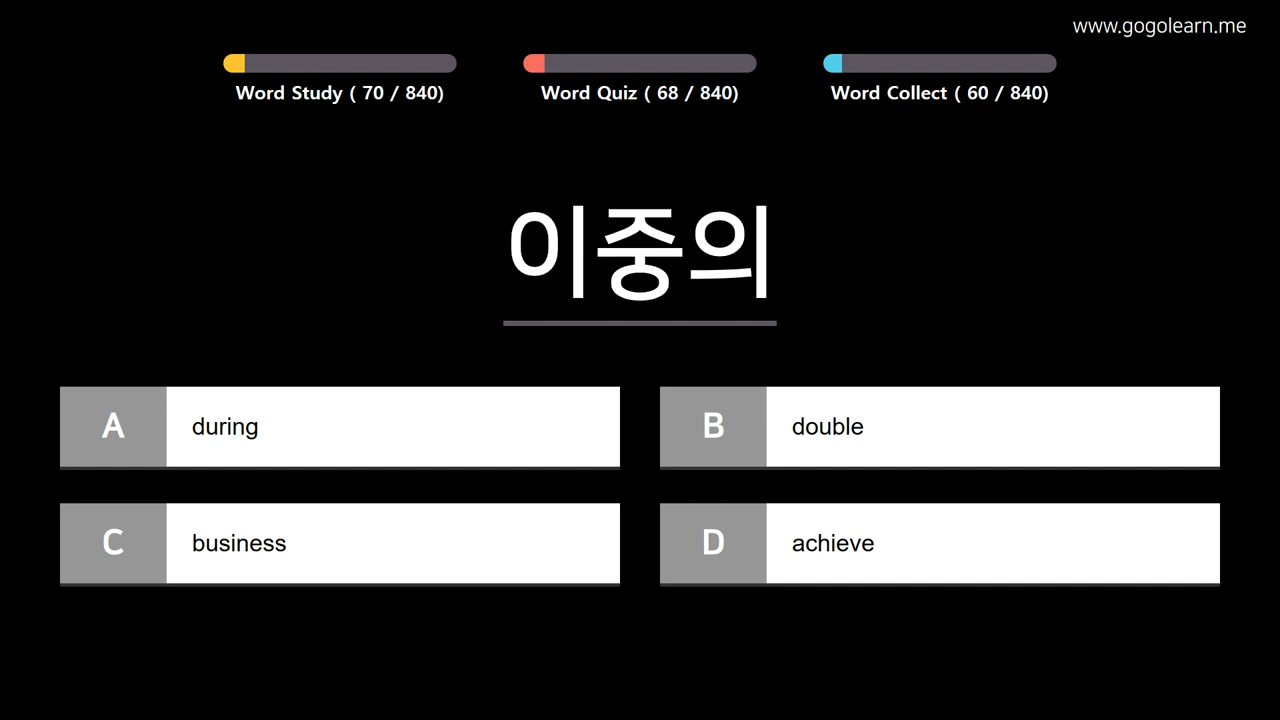 www.gogolearn.me
Word Study ( 70 / 840)
Word Quiz ( 68 / 840)
Word Collect ( 60 / 840)
이중의
A during
B double
C business
D achieve